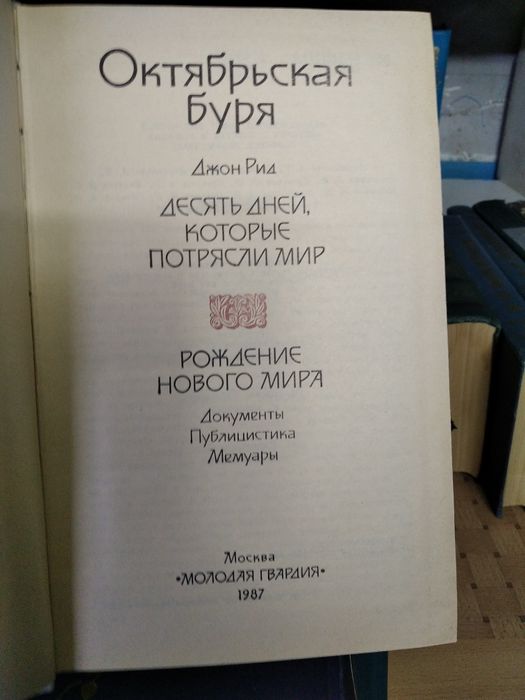 Октябрьская
буря
Джон Рид
ДЕСЯТЬ ДНЕЙ,
КОТОРЫЕ
ПОТРЯСЛИ МИР
РОЖДЕНИЕ
НОВОГО МИРА
Документы
Публицистика
Мемуары
Москва
«МОЛОДАЯ ГВАРДИЯ»
1987